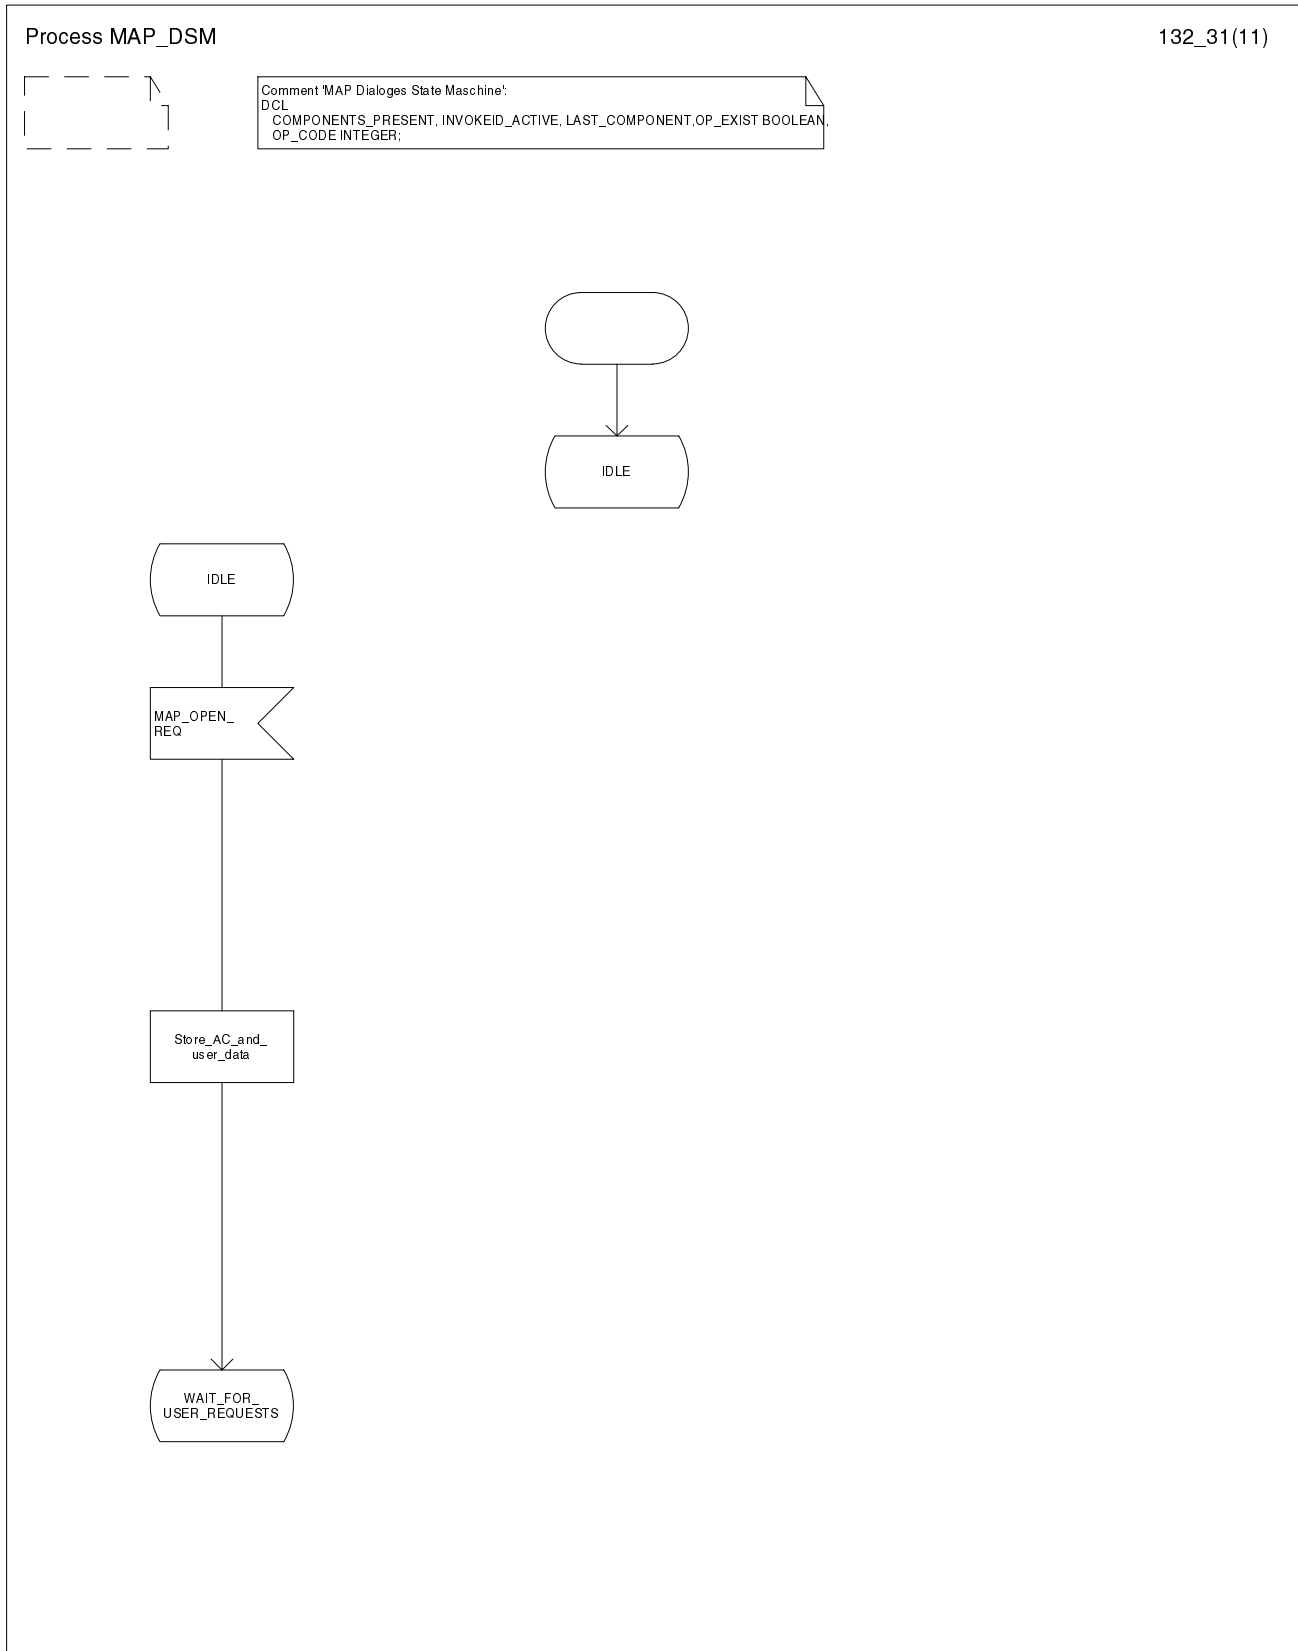 Process MAP_DSM
132_31(11)
Comment 'MAP Dialoges State Maschine':
DCL
COMPONENTS_PRESENT, INVOKEID_ACTIVE, LAST_COMPONENT,OP_EXIST BOOLEAN,
OP_CODE INTEGER;
IDLE
IDLE
MAP_OPEN_
REQ
Store_AC_and_
user_data
WAIT_FOR_
USER_REQUESTS